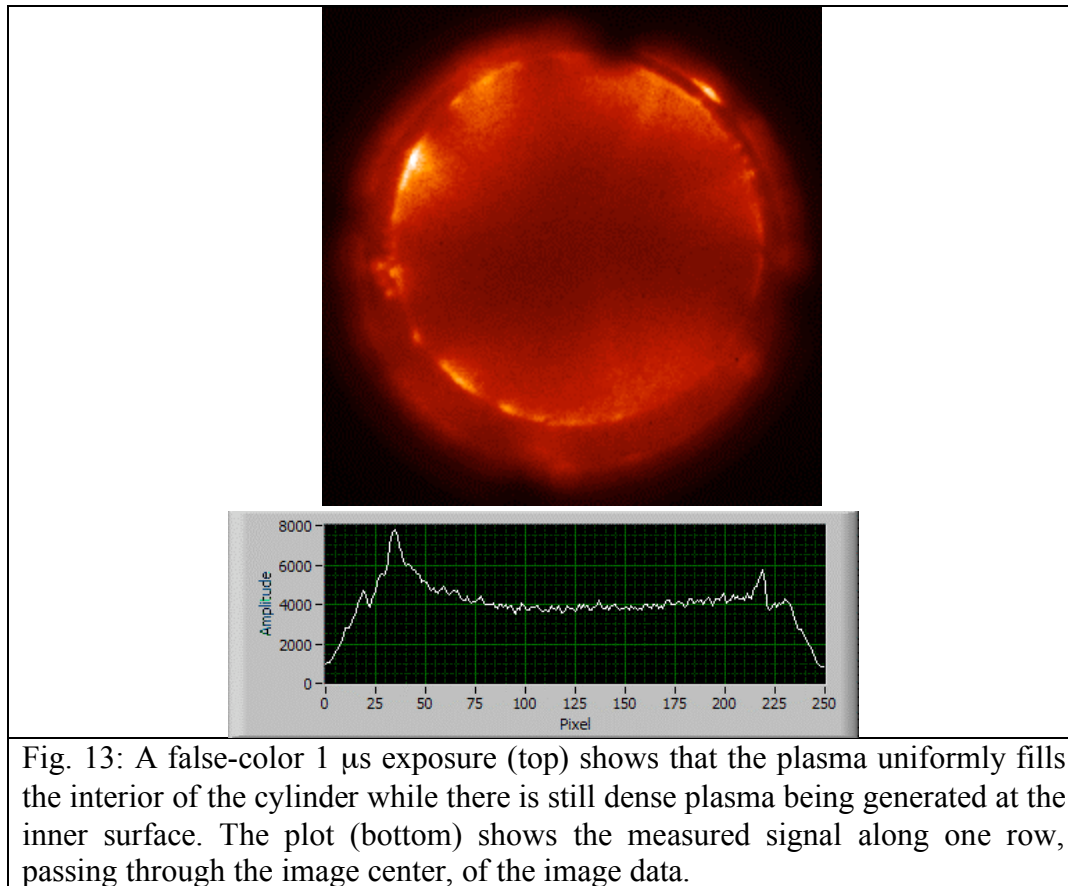 8000
6000
4000
2000
0
Amplitude
0 25 50 75 100 125 150 175 200 225 250
Pixel
Fig. 13: A false-color 1 μs exposure (top) shows that the plasma uniformly fills
the interior of the cylinder while there is still dense plasma being generated at the
inner surface. The plot (bottom) shows the measured signal along one row,
passing through the image center, of the image data.